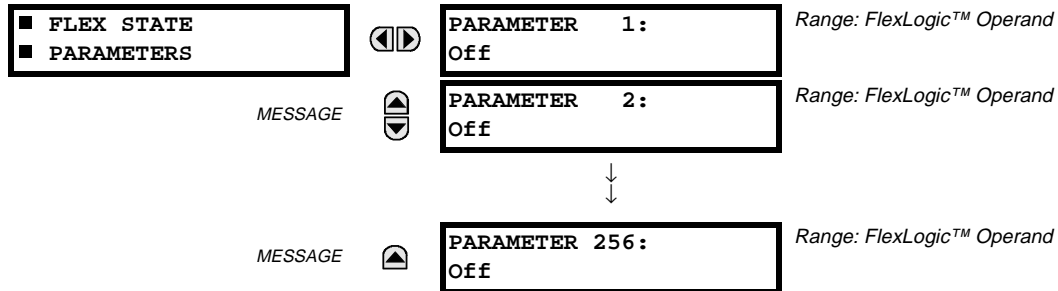 ■ FLEX STATE
■ PARAMETERS
PARAMETER 1:
Off
Range: FlexLogic™ Operand
MESSAGE
PARAMETER 2:
Off
Range: FlexLogic™ Operand
↓
↓
MESSAGE
PARAMETER 256:
Off
Range: FlexLogic™ Operand